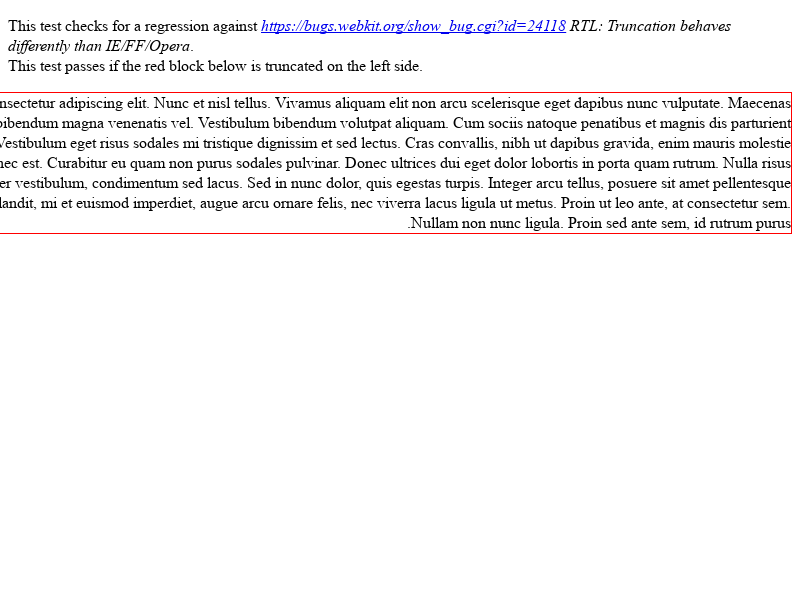 This test checks for a regression against https://bugs.webkit.org/show_bug.cgi?id=24118 RTL: Truncation behaves
differently than IE/FF/Opera.
This test passes if the red block below is truncated on the left side.
adipiscing elit. Nunc et nisl tellus. Vivamus aliquam elit non arcu scelerisque eget dapibus nunc vulputate. Maecenas
bibendum magna venenatis vel. Vestibulum bibendum volutpat aliquam. Cum sociis natoque penatibus et magnis dis parturient
Vestibulum eget risus sodales mi tristique dignissim et sed lectus. Cras convallis, nibh ut dapibus gravida, enim mauris molestie
nec est. Curabitur eu quam non purus sodales pulvinar. Donec ultrices dui eget dolor lobortis in porta quam rutrum. Nulla risus
vestibulum, condimentum sed lacus. Sed in nunc dolor, quis egestas turpis. Integer arcu tellus, posuere sit amet pellentesque
mi et euismod imperdiet, augue arcu ornare felis, nec viverra lacus ligula ut metus. Proin ut leo ante, at consectetur sem.
.Nullam non nunc ligula. Proin sed ante sem, id rutrum purus